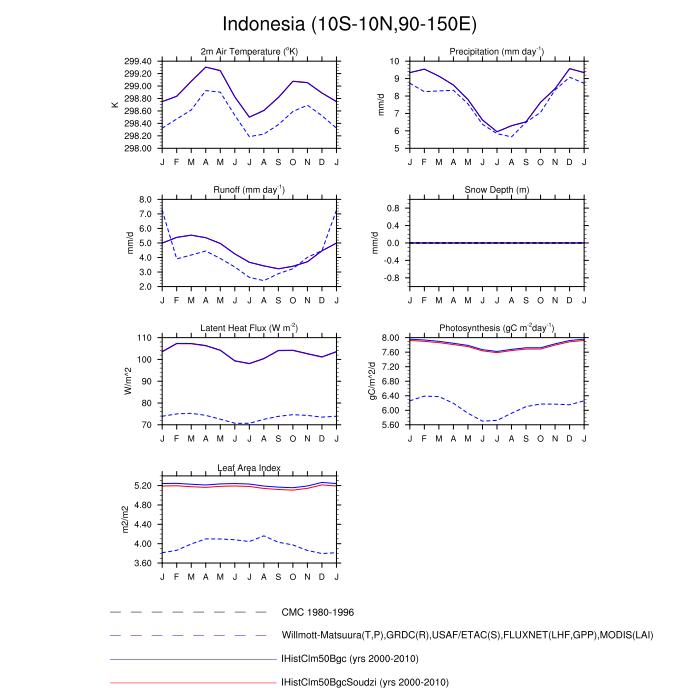 Indonesia (10S-10N,90-150E)
2m Air Temperature (°K)
K
299.40
299.20
299.00
298.80
298.60
298.40
298.20
298.00
J F M A M J J A S O N D J
Precipitation (mm day⁻¹)
mm/d
10
9
8
7
6
5
J F M A M J J A S O N D J
Runoff (mm day⁻¹)
mm/d
8.0
7.0
6.0
5.0
4.0
3.0
2.0
J F M A M J J A S O N D J
Snow Depth (m)
mm/d
0.8
0.4
0.0
-0.4
-0.8
J F M A M J J A S O N D J
Latent Heat Flux (W m⁻²)
W/m^2
110
100
90
80
70
J F M A M J J A S O N D J
Photosynthesis (gC m⁻²day⁻¹)
gC/m^2/d
8.00
7.60
7.20
6.80
6.40
6.00
5.60
J F M A M J J A S O N D J
Leaf Area Index
m2/m2
5.20
4.80
4.40
4.00
3.60
J F M A M J J A S O N D J
CMC 1980-1996
Willmott-Matsuura(T,P),GRDC(R),USAF/ETAC(S),FLUXNET(LHF,GPP),MODIS(LAI)
IHistClm50Bgc (yrs 2000-2010)
IHistClm50BgcSoudzi (yrs 2000-2010)